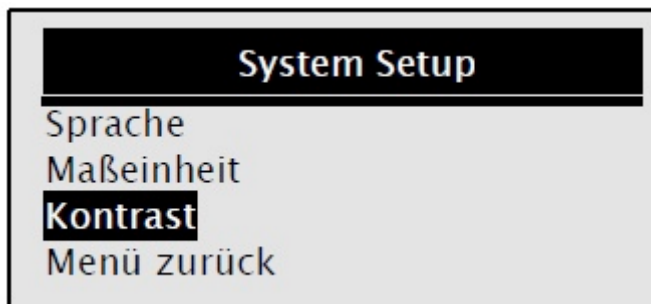 System Setup
Sprache
Maßeinheit
Kontrast
Menü zurück